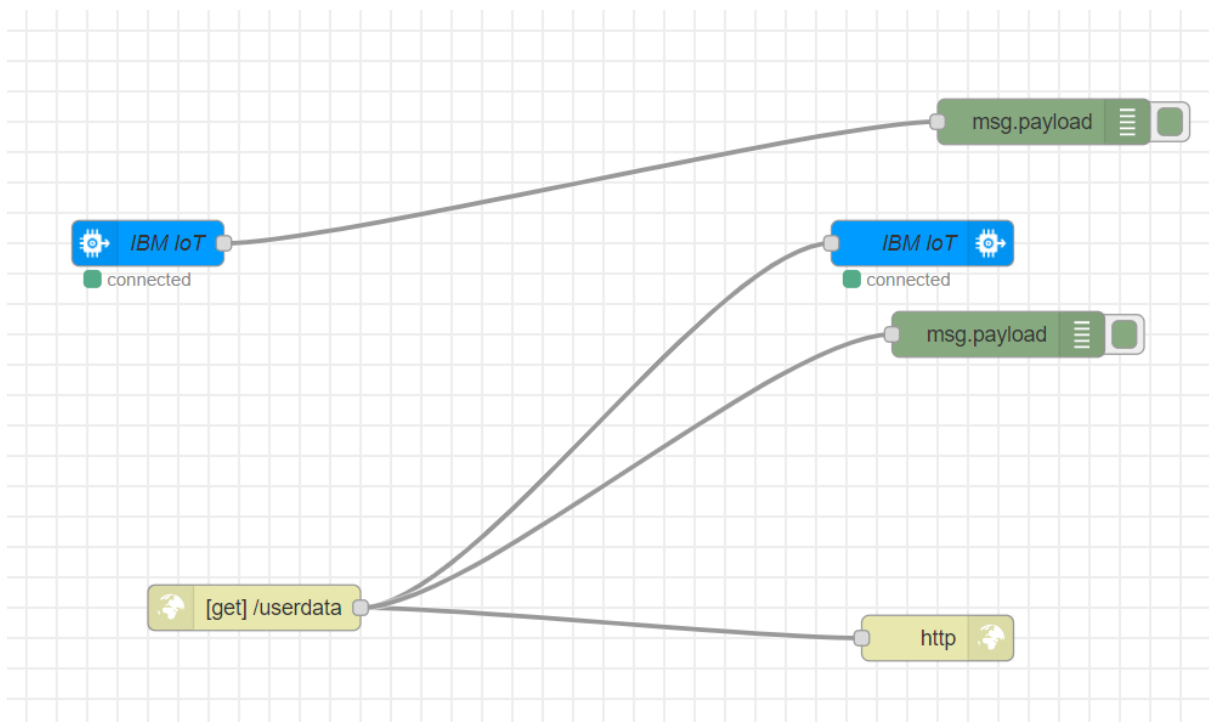 msg.payload
IBM IoT
connected
IBM IoT
connected
msg.payload
[get] /userdata
http